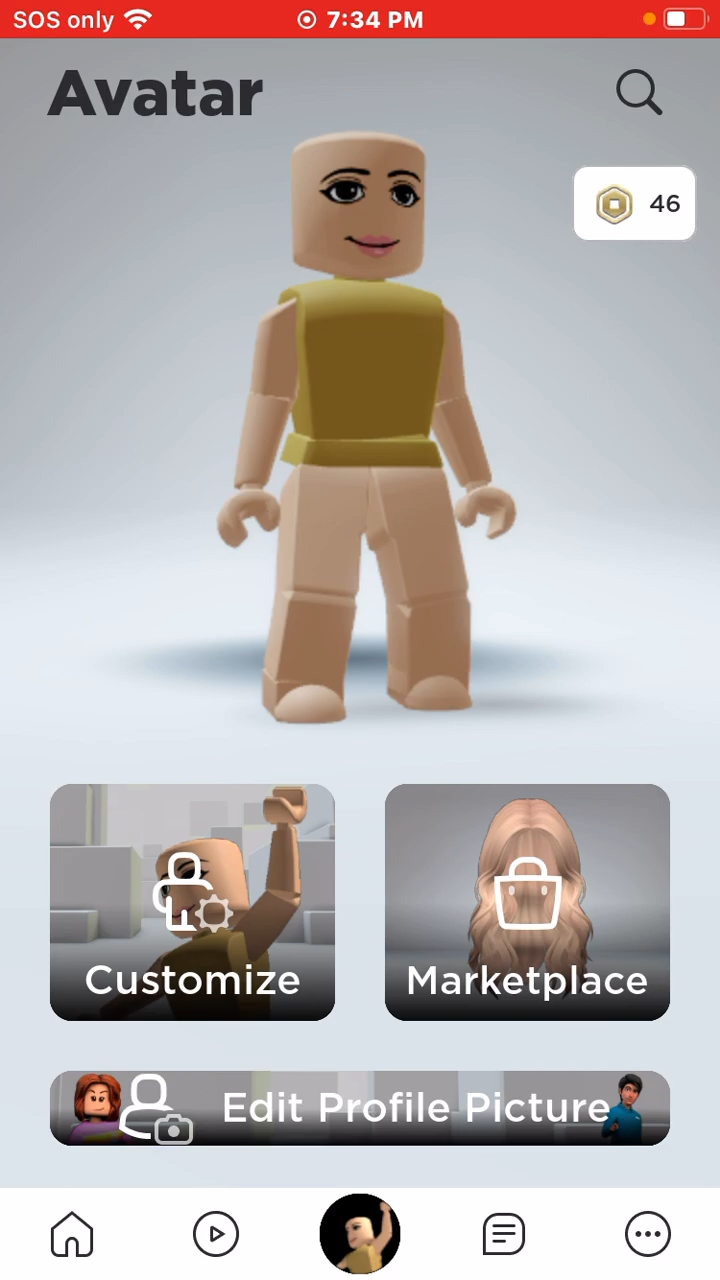 SOS only 7:34 PM
Avatar
46
Customize Marketplace
Edit Profile Picture